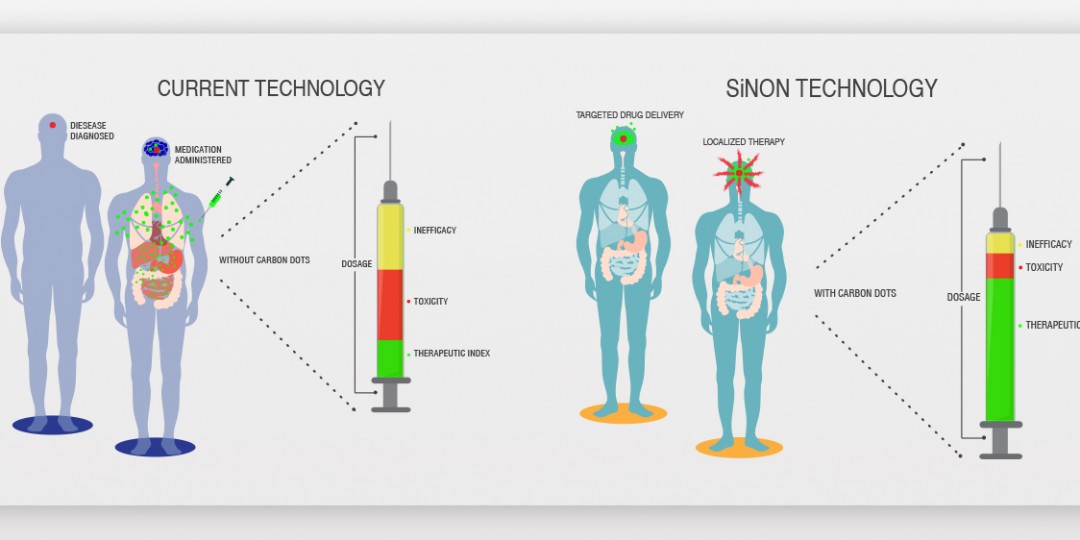 CURRENT TECHNOLOGY
DIESEASE
DIAGNOSED
MEDICATION
ADMINISTERED
WITHOUT CARBON DOTS
DOSAGE
INEFFICACY
TOXICITY
THERAPEUTIC INDEX
SiNON TECHNOLOGY
TARGETED DRUG DELIVERY
LOCALIZED THERAPY
WITH CARBON DOTS
DOSAGE
INEFFICACY
TOXICITY
THERAPEUTIC